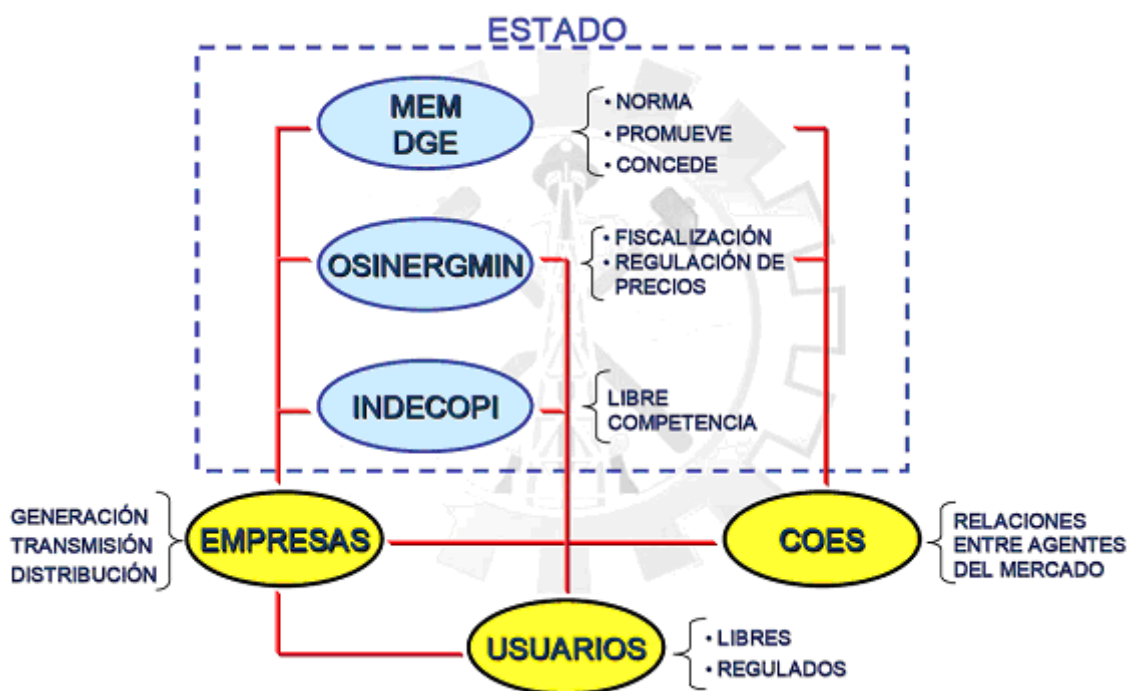 ESTADO
MEM
DGE
• NORMA
• PROMUEVE
• CONCEDE
OSINERGMIN
• FISCALIZACIÓN
• REGULACIÓN DE
PRECIOS
INDECOPI
LIBRE
COMPETENCIA
GENERACIÓN
TRANSMISIÓN
DISTRIBUCIÓN
EMPRESAS
COES
RELACIONES
ENTRE AGENTES
DEL MERCADO
USUARIOS
• LIBRES
• REGULADOS